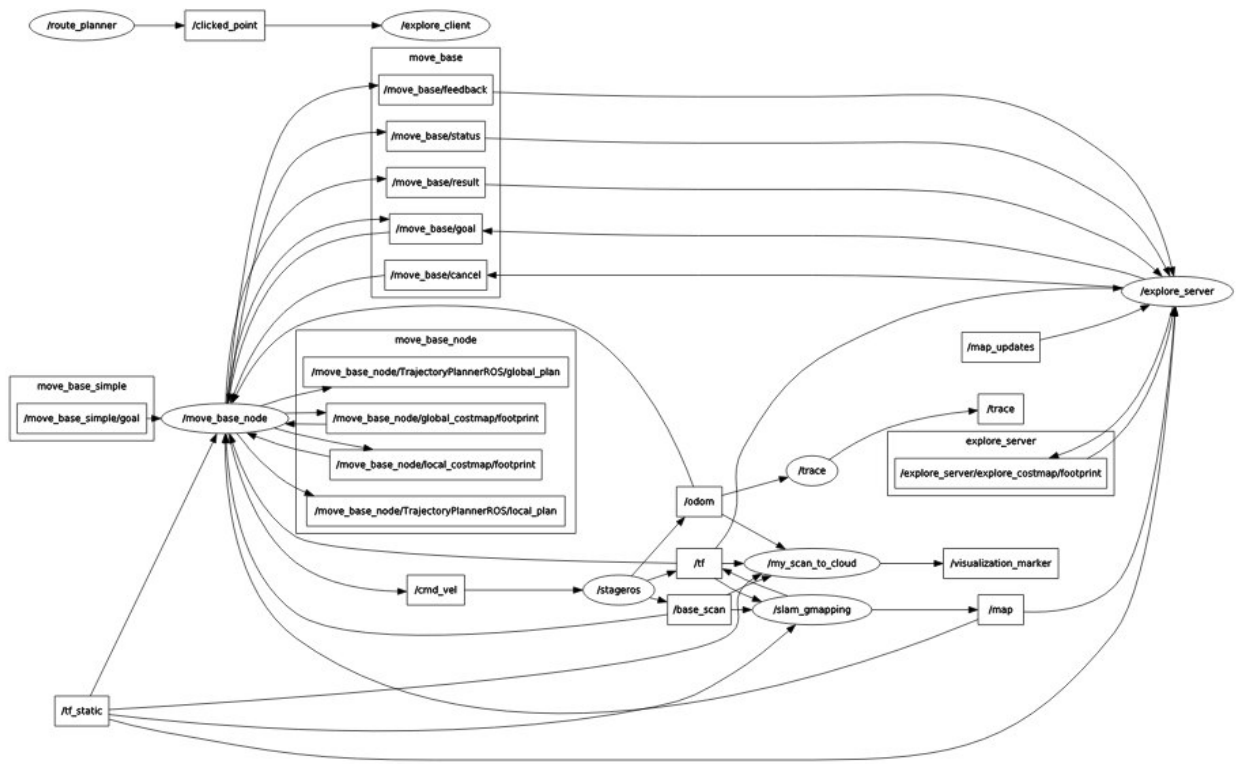 /route_planner
/clicked_point
/explore_client
move_base
/move_base/feedback
/move_base/status
/move_base/result
/move_base/goal
/move_base/cancel
/explore_server
move_base_node
/map_updates
/move_base_node/TrajectoryPlannerROS/global_plan
move_base_simple
/move_base_simple/goal
/move_base_node
/move_base_node/global_costmap/footprint
/trace
explore_server
/move_base_node/local_costmap/footprint
/trace
/explore_server/explore_costmap/footprint
/move_base_node/TrajectoryPlannerROS/local_plan
/odom
/tf
/my_scan_to_cloud
/visualization_marker
/cmd_vel
/stageros
/base_scan
/slam_gmapping
/map
/tf_static